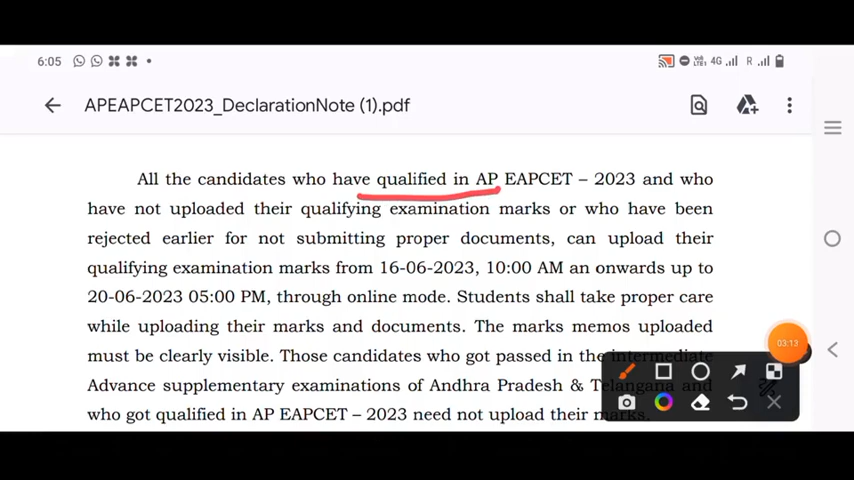 6:05 4G R
APEAPCET2023_DeclarationNote (1).pdf
All the candidates who have qualified in AP EAPCET – 2023 and who
have not uploaded their qualifying examination marks or who have been
rejected earlier for not submitting proper documents, can upload their
qualifying examination marks from 16-06-2023, 10:00 AM an onwards up to
20-06-2023 05:00 PM, through online mode. Students shall take proper care
while uploading their marks and documents. The marks memos uploaded
must be clearly visible. Those candidates who got passed in the intermediate
03:13
Advance supplementary examinations of Andhra Pradesh & Telangana and
who got qualified in AP EAPCET – 2023 need not upload their marks.